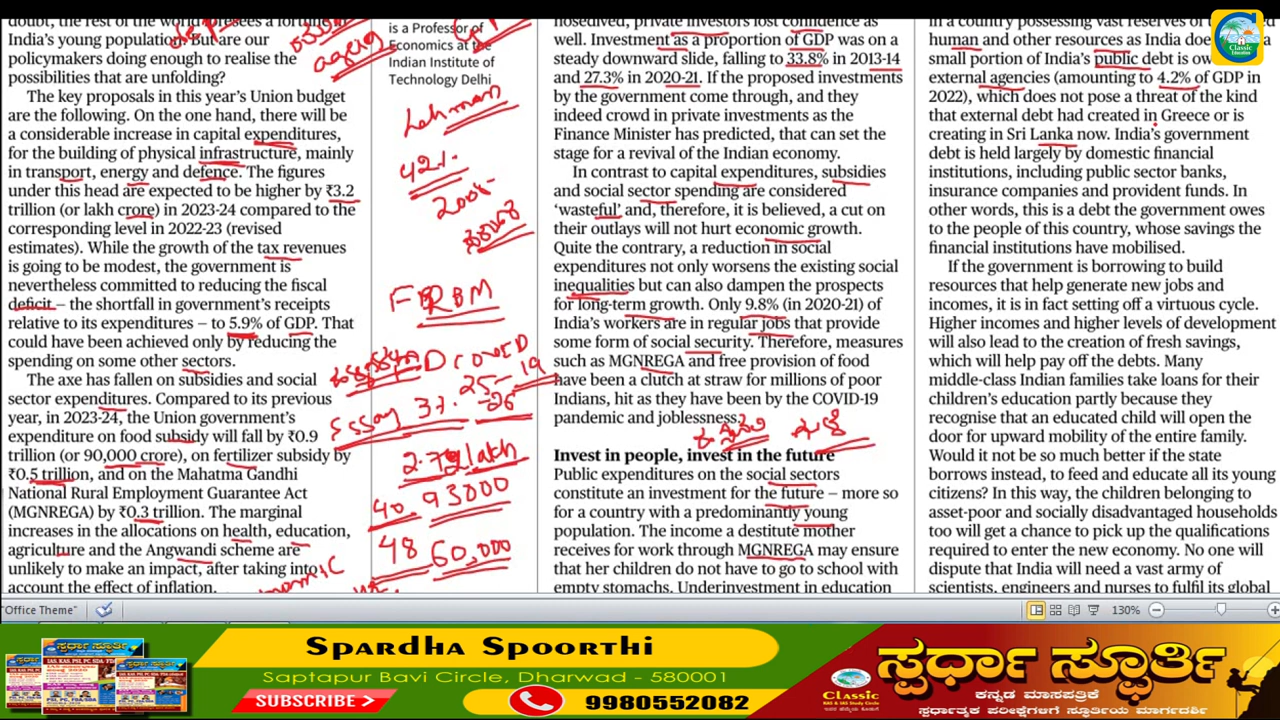 doubt, the rest of the world foresees a fortune in
India's young population. But are our
policymakers doing enough to realise the
possibilities that are unfolding?
The key proposals in this year's Union budget
are the following. On the one hand, there will be
a considerable increase in capital expenditures,
for the building of physical infrastructure, mainly
in transport, energy and defence. The figures
under this head are expected to be higher by ₹3.2
trillion (or lakh crore) in 2023-24 compared to the
corresponding level in 2022-23 (revised
estimates). While the growth of the tax revenues
is going to be modest, the government is
nevertheless committed to reducing the fiscal
deficit — the shortfall in government's receipts
relative to its expenditures — to 5.9% of GDP. That
could have been achieved only by reducing the
spending on some other sectors.
The axe has fallen on subsidies and social
sector expenditures. Compared to its previous
year, in 2023-24, the Union government's
expenditure on food subsidy will fall by ₹0.9
trillion (or 90,000 crore), on fertilizer subsidy by
₹0.5 trillion, and on the Mahatma Gandhi
National Rural Employment Guarantee Act
(MGNREGA) by ₹0.3 trillion. The marginal
increases in the allocations on health, education,
agriculture and the Angwandi scheme are
unlikely to make an impact, after taking into
account the effect of inflation.
is a Professor of
Economics at the
Indian Institute of
Technology Delhi
ageing
Lehman
42%
2008
FRBM
COVID
25-19
-26
Essay 37.
2.79 lakh
40 93000
48 60,000
nosedived, private investors lost confidence as
well. Investment as a proportion of GDP was on a
steady downward slide, falling to 33.8% in 2013-14
and 27.3% in 2020-21. If the proposed investments
by the government come through, and they
indeed crowd in private investments as the
Finance Minister has predicted, that can set the
stage for a revival of the Indian economy.
In contrast to capital expenditures, subsidies
and social sector spending are considered
'wasteful' and, therefore, it is believed, a cut on
their outlays will not hurt economic growth.
Quite the contrary, a reduction in social
expenditures not only worsens the existing social
inequalities but can also dampen the prospects
for long-term growth. Only 9.8% (in 2020-21) of
India's workers are in regular jobs that provide
some form of social security. Therefore, measures
such as MGNREGA and free provision of food
have been a clutch at straw for millions of poor
Indians, hit as they have been by the COVID-19
pandemic and joblessness.
Invest in people, invest in the future
Public expenditures on the social sectors
constitute an investment for the future — more so
for a country with a predominantly young
population. The income a destitute mother
receives for work through MGNREGA may ensure
that her children do not have to go to school with
empty stomachs. Underinvestment in education
in a country possessing vast reserves of
human and other resources as India does.
small portion of India's public debt is
external agencies (amounting to 4.2% of GDP in
2022), which does not pose a threat of the kind
that external debt had created in Greece or is
creating in Sri Lanka now. India's government
debt is held largely by domestic financial
institutions, including public sector banks,
insurance companies and provident funds. In
other words, this is a debt the government owes
to the people of this country, whose savings the
financial institutions have mobilised.
If the government is borrowing to build
resources that help generate new jobs and
incomes, it is in fact setting off a virtuous cycle.
Higher incomes and higher levels of development
will also lead to the creation of fresh savings,
which will help pay off the debts. Many
middle-class Indian families take loans for their
children's education partly because they
recognise that an educated child will open the
door for upward mobility of the entire family.
Would it not be so much better if the state
borrows instead, to feed and educate all its young
citizens? In this way, the children belonging to
asset-poor and socially disadvantaged households
too will get a chance to pick up the qualifications
required to enter the new economy. No one will
dispute that India will need a vast army of
scientists, engineers and nurses to fulfil its global
Classic
Education
"Office Theme"
130%
Spardha Spoorthi
Saptapur Bavi Circle, Dharwad - 580001
SUBSCRIBE
9980552082
Classic
KAS & IAS Study Circle
ಸ್ಪರ್ಧಾ ಸ್ಫೂರ್ತಿ
ಕನ್ನಡ ಮಾಸಪತ್ರಿಕೆ
ಸ್ಪರ್ಧಾತ್ಮಕ ಪರೀಕ್ಷೆಗಳಿಗೆ ಸ್ಫೂರ್ತಿಯ ಮಾರ್ಗದರ್ಶಿ